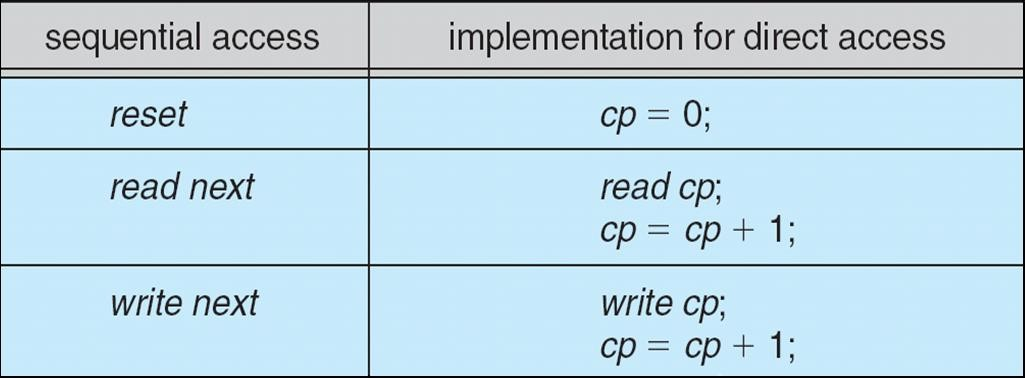 sequential access
implementation for direct access
reset
cp = 0;
read next
read cp;
cp = cp + 1;
write next
write cp;
cp = cp + 1;